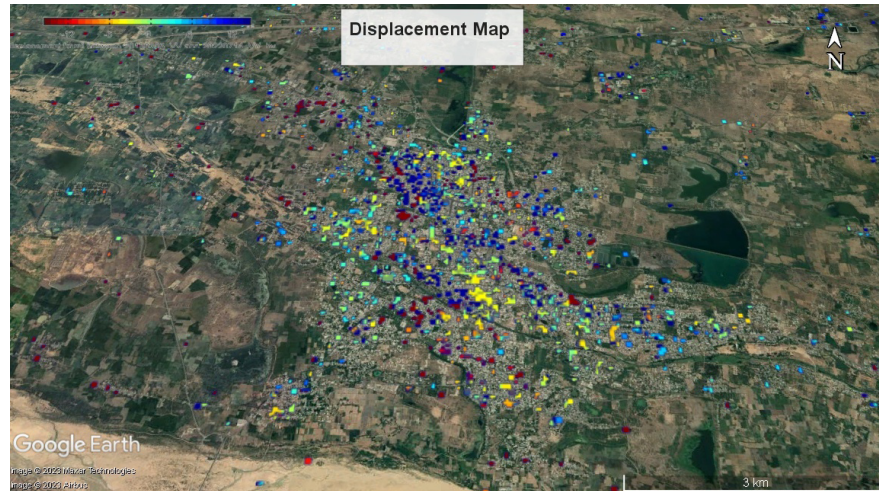 Displacement Map
N
Google Earth
Image © 2023 Maxar Technologies
Image © 2023 Airbus
3 km